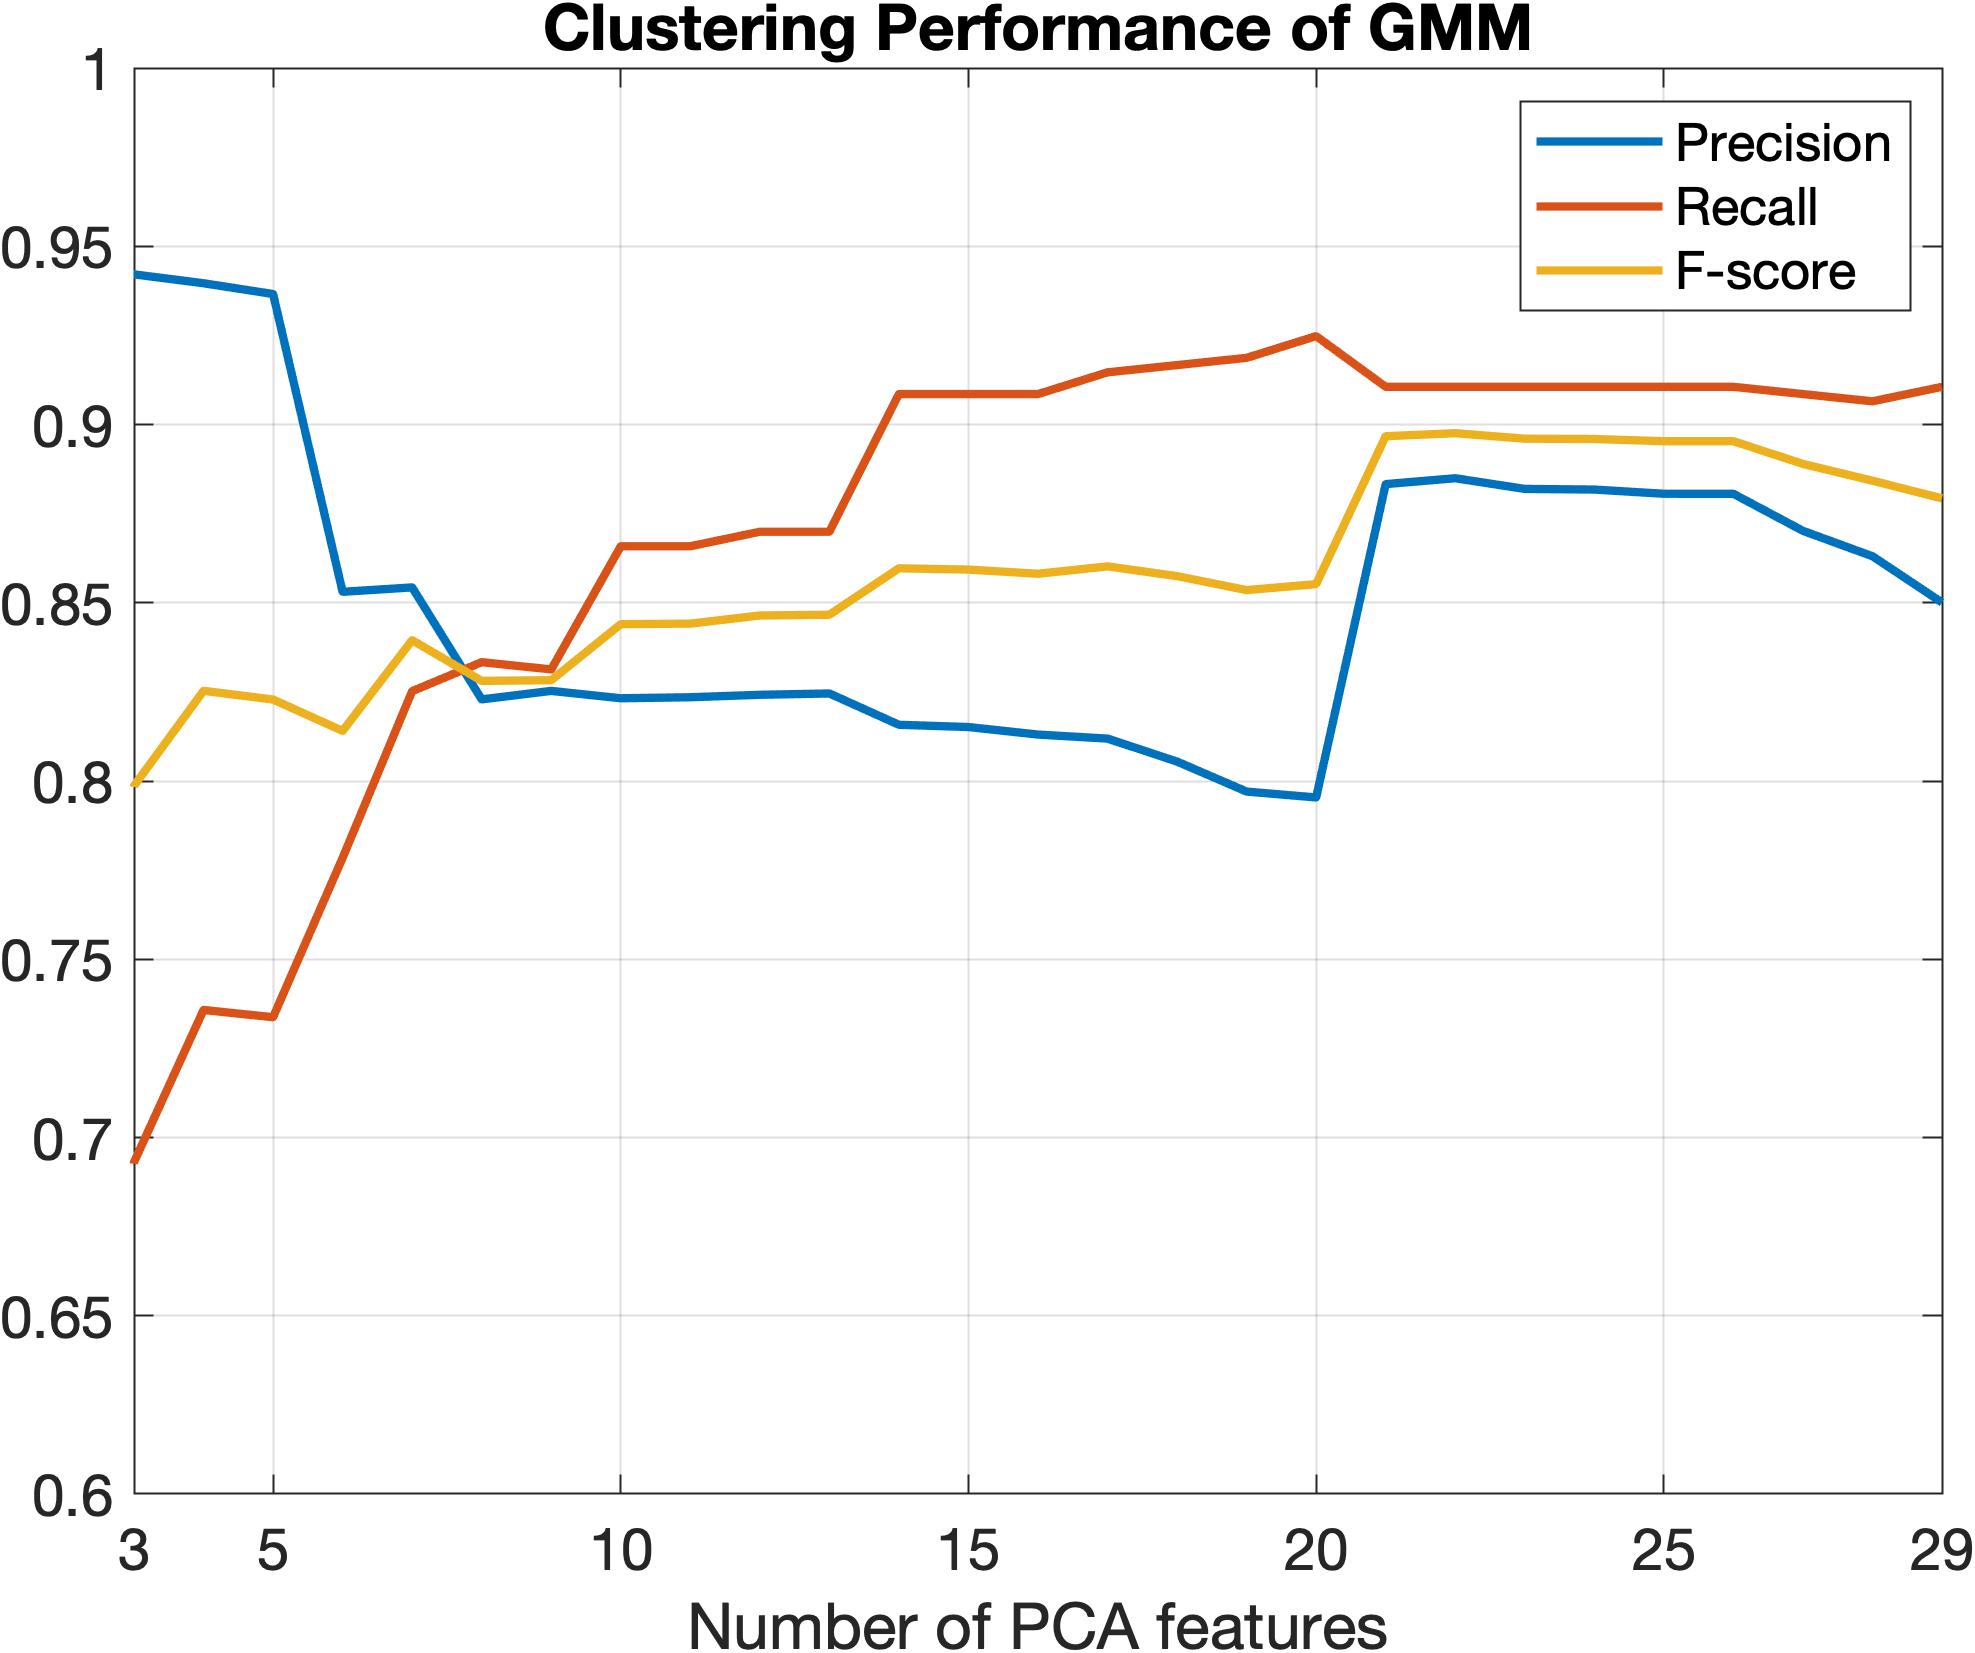 Clustering Performance of GMM
1
0.95
0.9
0.85
0.8
0.75
0.7
0.65
0.6
Precision
Recall
F-score
3 5 10 15 20 25 29
Number of PCA features